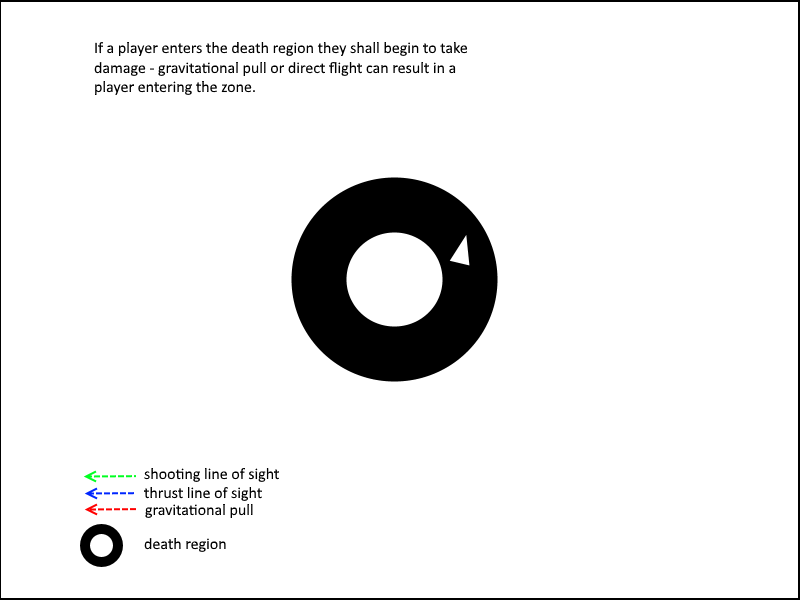 If a player enters the death region they shall begin to take
damage - gravitational pull or direct flight can result in a
player entering the zone.
shooting line of sight
thrust line of sight
gravitational pull
death region